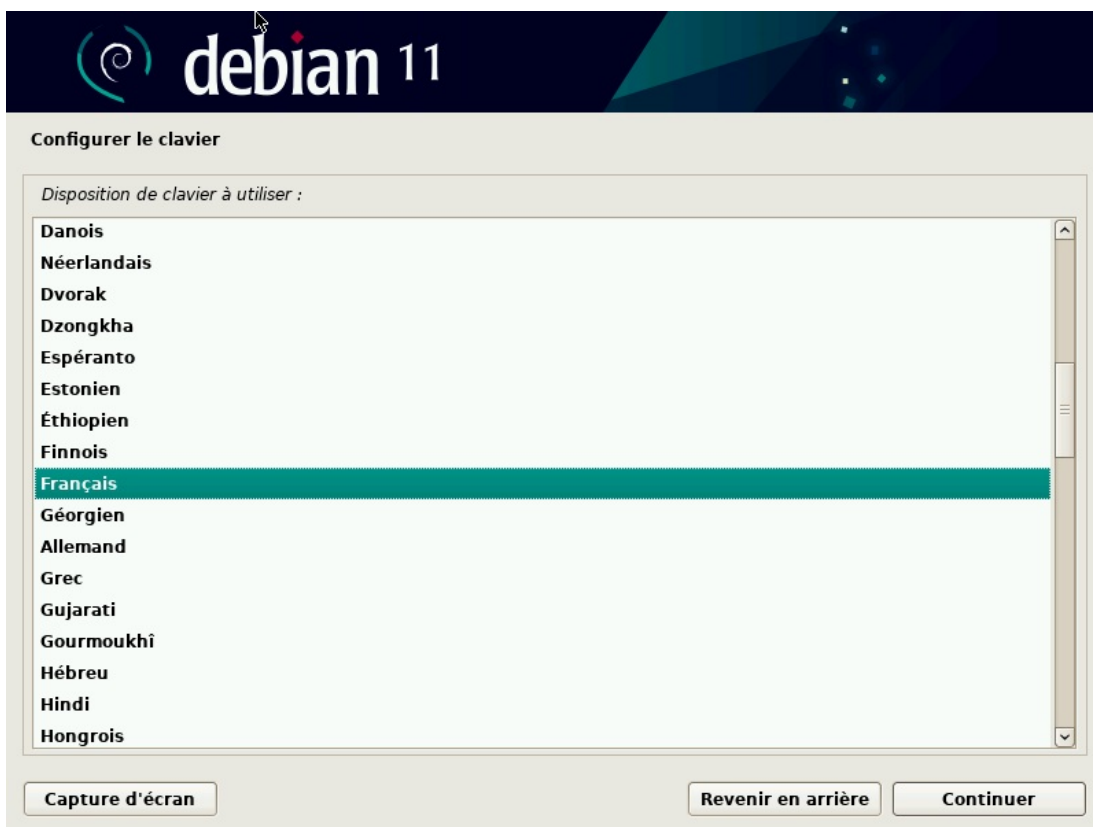 debian 11
Configurer le clavier
Disposition de clavier à utiliser :
Danois
Néerlandais
Dvorak
Dzongkha
Espéranto
Estonien
Éthiopien
Finnois
Français
Géorgien
Allemand
Grec
Gujarati
Gourmoukhî
Hébreu
Hindi
Hongrois
Capture d'écran
Revenir en arrière
Continuer